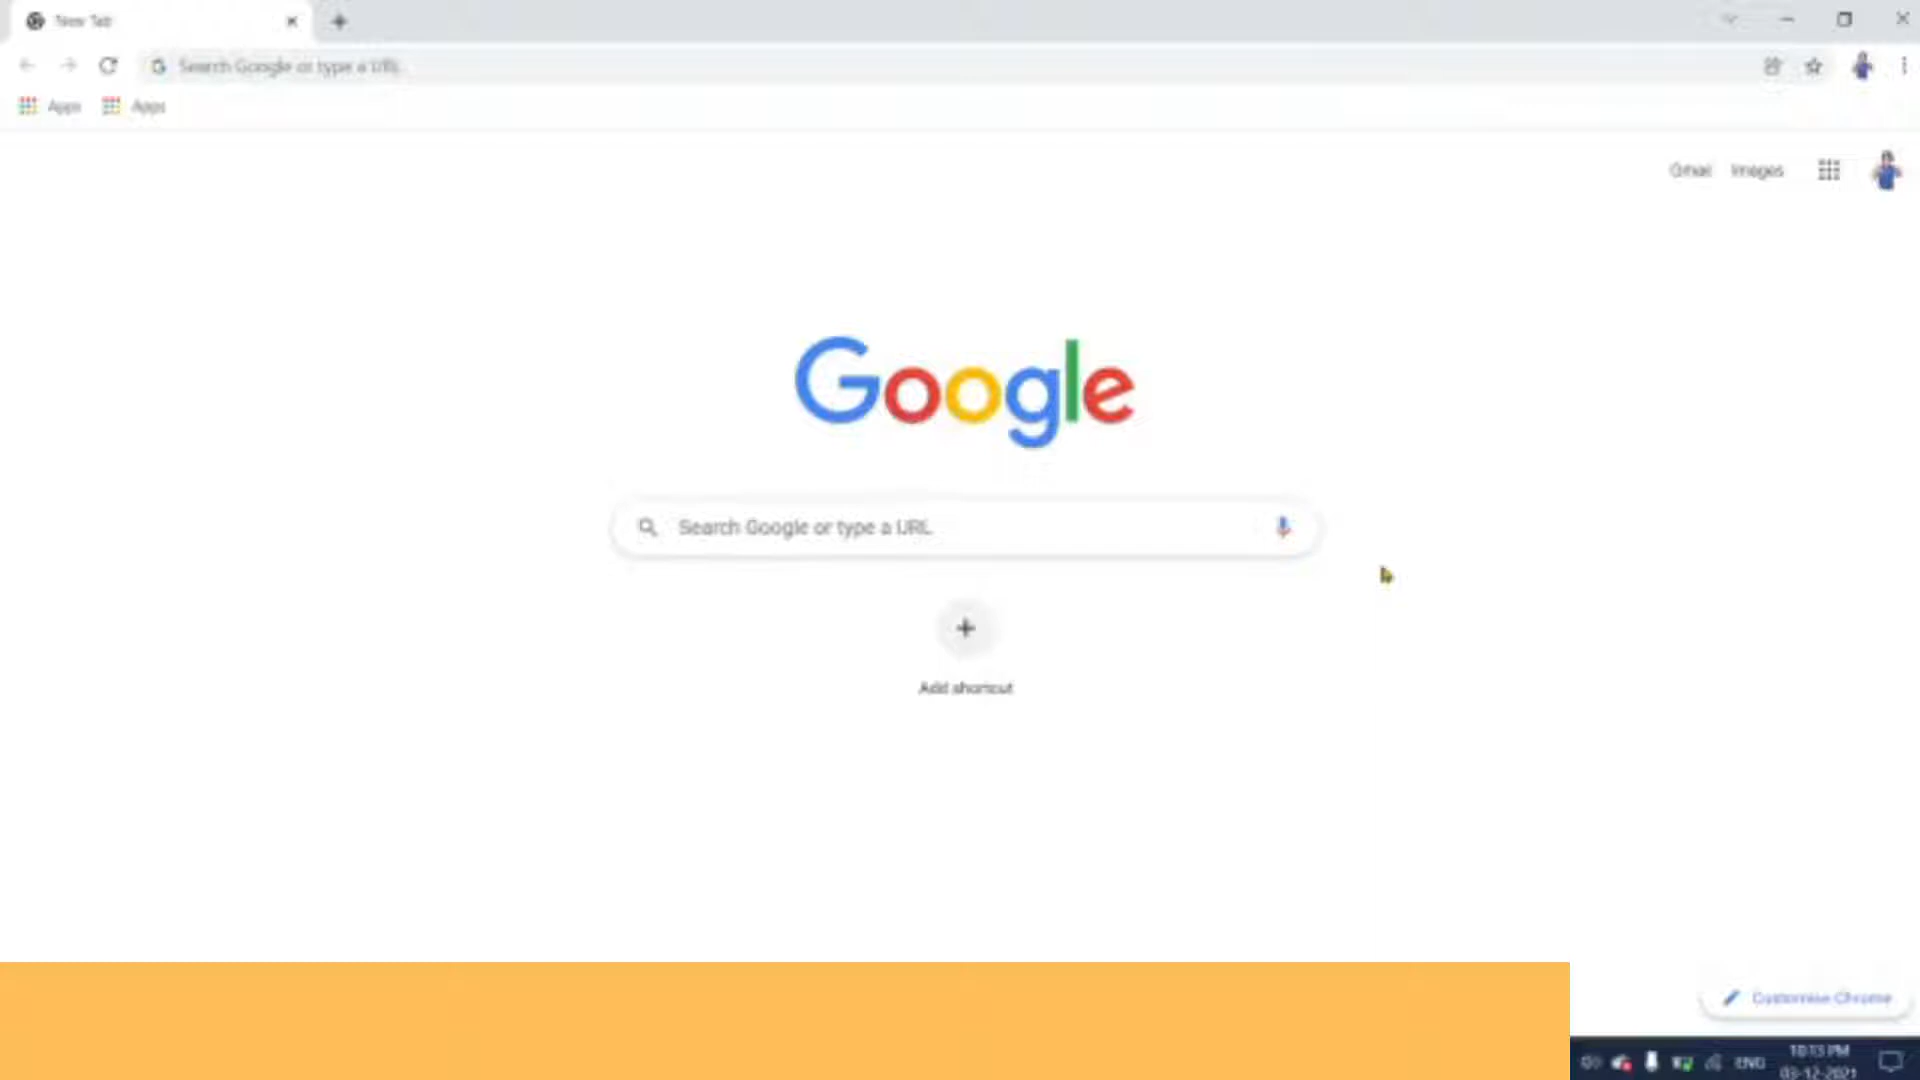 New Tab
Search Google or type a URL
Apps Apps
Gmail Images
Google
Search Google or type a URL
Add shortcut
Customise Chrome
ENG 10:13 PM
03-12-2021